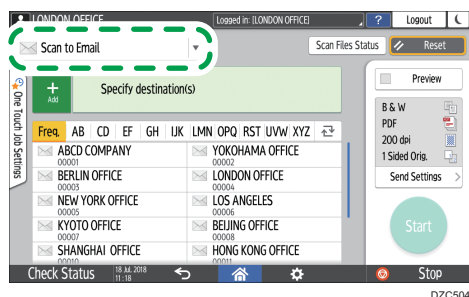 LONDON OFFICE
Logged in: [LONDON OFFICE]
?
Logout
Scan to Email
Scan Files Status
Reset
One Touch Job Settings
Add
Specify destination(s)
Preview
B & W
PDF
200 dpi
1 Sided Orig.
Send Settings
Freq. AB CD EF GH IJK LMN OPQ RST UVW XYZ
ABCD COMPANY
00001
YOKOHAMA OFFICE
00002
BERLIN OFFICE
00003
LONDON OFFICE
00004
NEW YORK OFFICE
00005
LOS ANGELES
00006
KYOTO OFFICE
00007
BEIJING OFFICE
00008
SHANGHAI OFFICE
00010
HONG KONG OFFICE
00011
Start
Check Status
18 Jul. 2018
11 : 18
Stop
DZC504